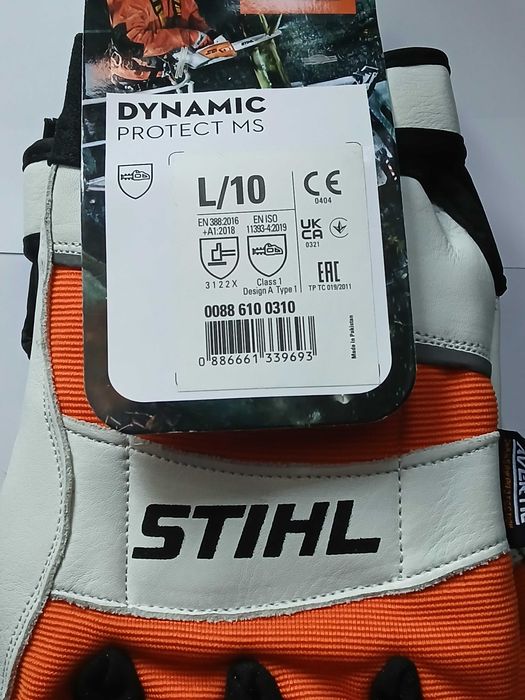 STIHL
DYNAMIC
PROTECT MS
L/10
CE
0404
EN 388:2016
+A1:2018
EN ISO
11393-4:2019
UK
CA
0321
3 1 2 2 X
Class 1
Design A Type 1
EAC
TP TC 019/2011
0088 610 0310
0 886661 339693
Made in Pakistan
STIHL